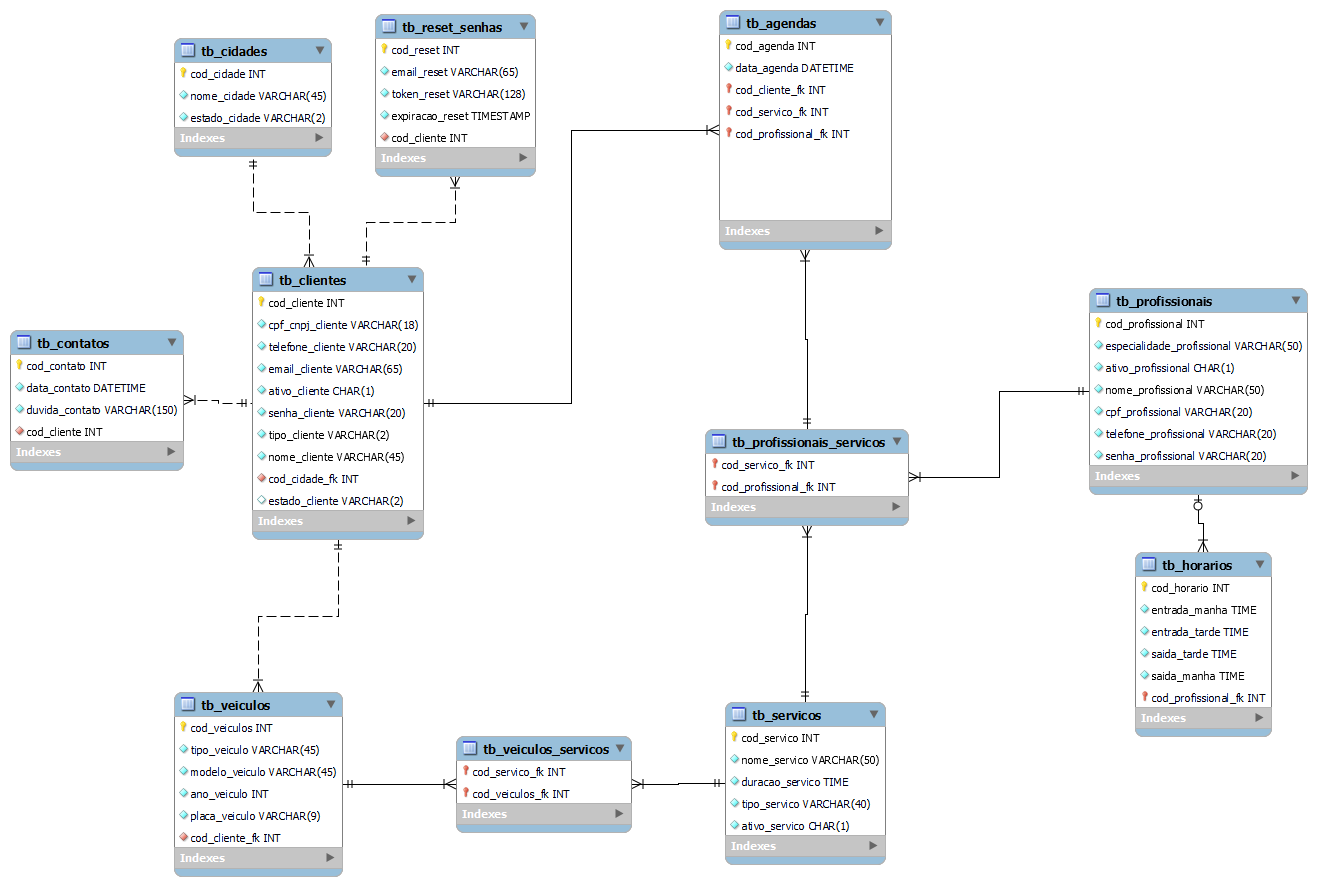 tb_cidades
cod_cidade INT
nome_cidade VARCHAR(45)
estado_cidade VARCHAR(2)
Indexes
tb_reset_senhas
cod_reset INT
email_reset VARCHAR(65)
token_reset VARCHAR(128)
expiracao_reset TIMESTAMP
cod_cliente INT
Indexes
tb_agendas
cod_agenda INT
data_agenda DATETIME
cod_cliente_fk INT
cod_servico_fk INT
cod_profissional_fk INT
Indexes
tb_clientes
cod_cliente INT
cpf_cnpj_cliente VARCHAR(18)
telefone_cliente VARCHAR(20)
email_cliente VARCHAR(65)
ativo_cliente CHAR(1)
senha_cliente VARCHAR(20)
tipo_cliente VARCHAR(2)
nome_cliente VARCHAR(45)
cod_cidade_fk INT
estado_cliente VARCHAR(2)
Indexes
tb_contatos
cod_contato INT
data_contato DATETIME
duvida_contato VARCHAR(150)
cod_cliente INT
Indexes
tb_profissionais
cod_profissional INT
especialidade_profissional VARCHAR(50)
ativo_profissional CHAR(1)
nome_profissional VARCHAR(50)
cpf_profissional VARCHAR(20)
telefone_profissional VARCHAR(20)
senha_profissional VARCHAR(20)
Indexes
tb_profissionais_servicos
cod_servico_fk INT
cod_profissional_fk INT
Indexes
tb_horarios
cod_horario INT
entrada_manha TIME
entrada_tarde TIME
saida_tarde TIME
saida_manha TIME
cod_profissional_fk INT
Indexes
tb_veiculos
cod_veiculos INT
tipo_veiculo VARCHAR(45)
modelo_veiculo VARCHAR(45)
ano_veiculo INT
placa_veiculo VARCHAR(9)
cod_cliente_fk INT
Indexes
tb_veiculos_servicos
cod_servico_fk INT
cod_veiculos_fk INT
Indexes
tb_servicos
cod_servico INT
nome_servico VARCHAR(50)
duracao_servico TIME
tipo_servico VARCHAR(40)
ativo_servico CHAR(1)
Indexes